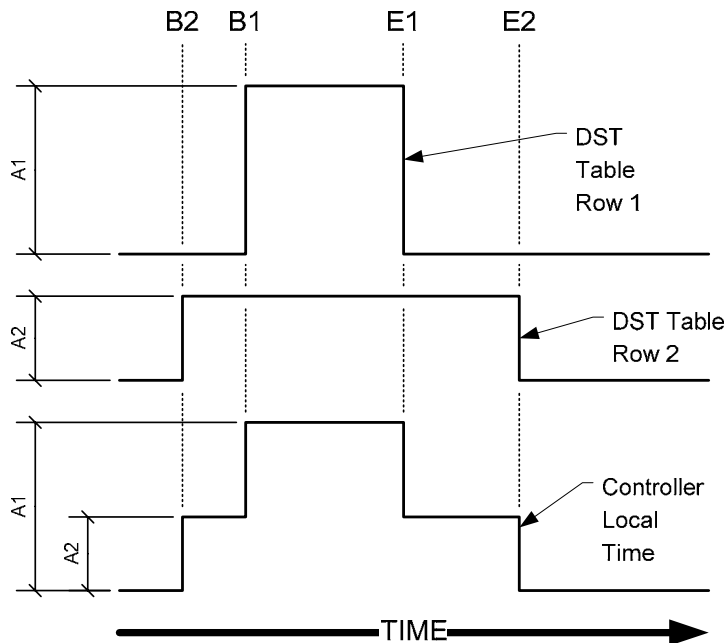 B2 B1 E1 E2
A1
DST
Table
Row 1
A2
DST Table
Row 2
A1
A2
Controller
Local
Time
TIME